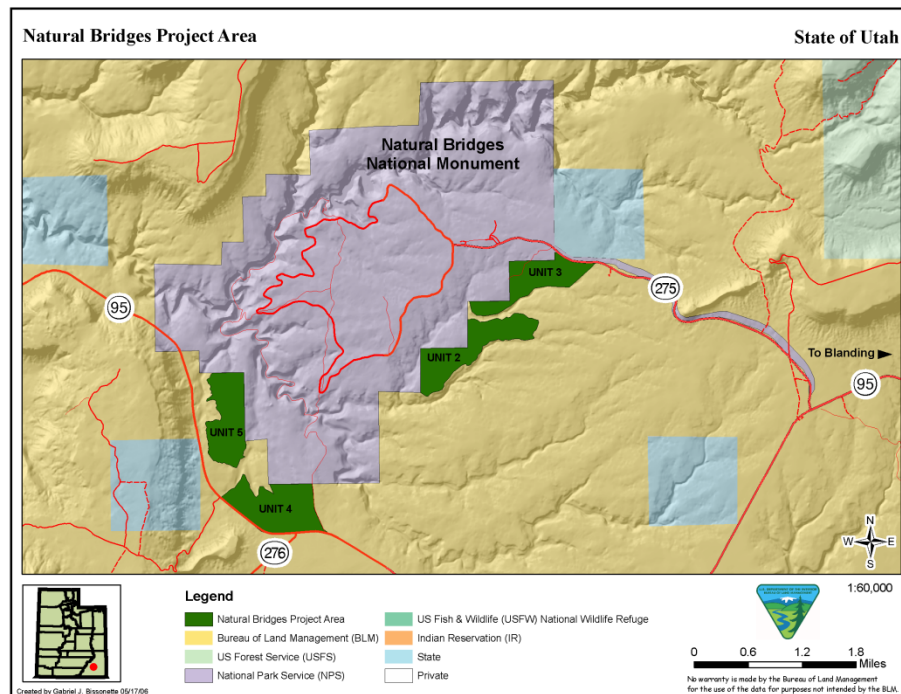 Natural Bridges Project Area
State of Utah
Natural Bridges
National Monument
UNIT 3
275
95
UNIT 2
To Blanding
95
UNIT 5
UNIT 4
276
N
W E
S
Legend
Natural Bridges Project Area
Bureau of Land Management (BLM)
US Forest Service (USFS)
National Park Service (NPS)
US Fish & Wildlife (USFW) National Wildlife Refuge
Indian Reservation (IR)
State
Private
1:60,000
0 0.6 1.2 1.8
Miles
No warranty is made by the Bureau of Land Management
for the use of the data for purposes not intended by the BLM.
Created by Gabriel J. Bissonette 05/17/06